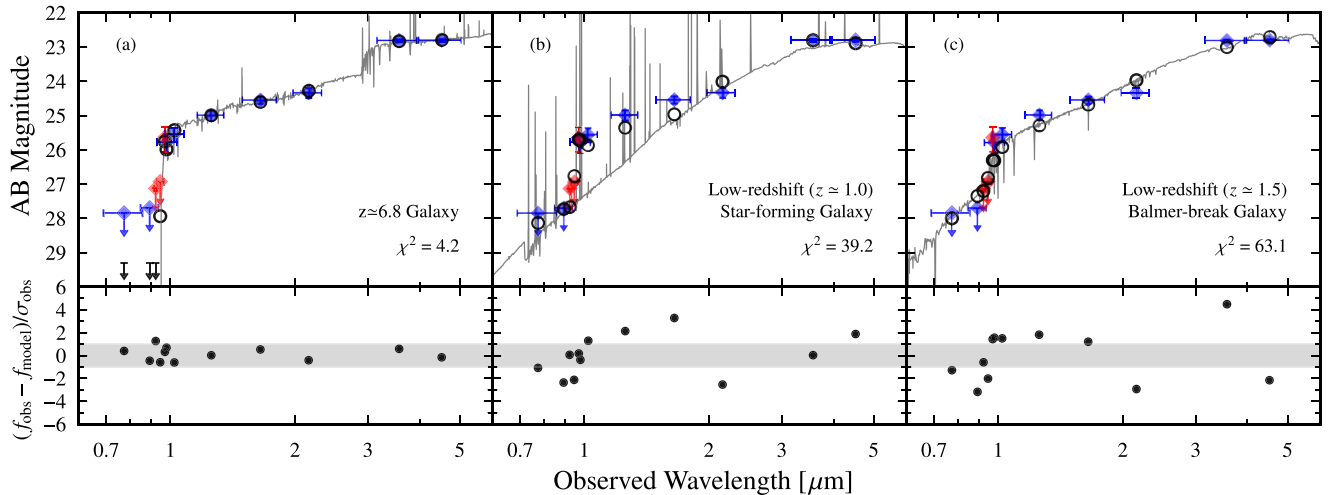 AB Magnitude
22
23
24
25
26
27
28
29
(a)
z≃6.8 Galaxy
χ² = 4.2
(b)
Low-redshift (z ≃ 1.0)
Star-forming Galaxy
χ² = 39.2
(c)
Low-redshift (z ≃ 1.5)
Balmer-break Galaxy
χ² = 63.1
(f_obs − f_model)/σ_obs
6
4
2
0
−2
−4
−6
0.7 1 2 3 5
0.7 1 2 3 5
0.7 1 2 3 5
Observed Wavelength [μm]